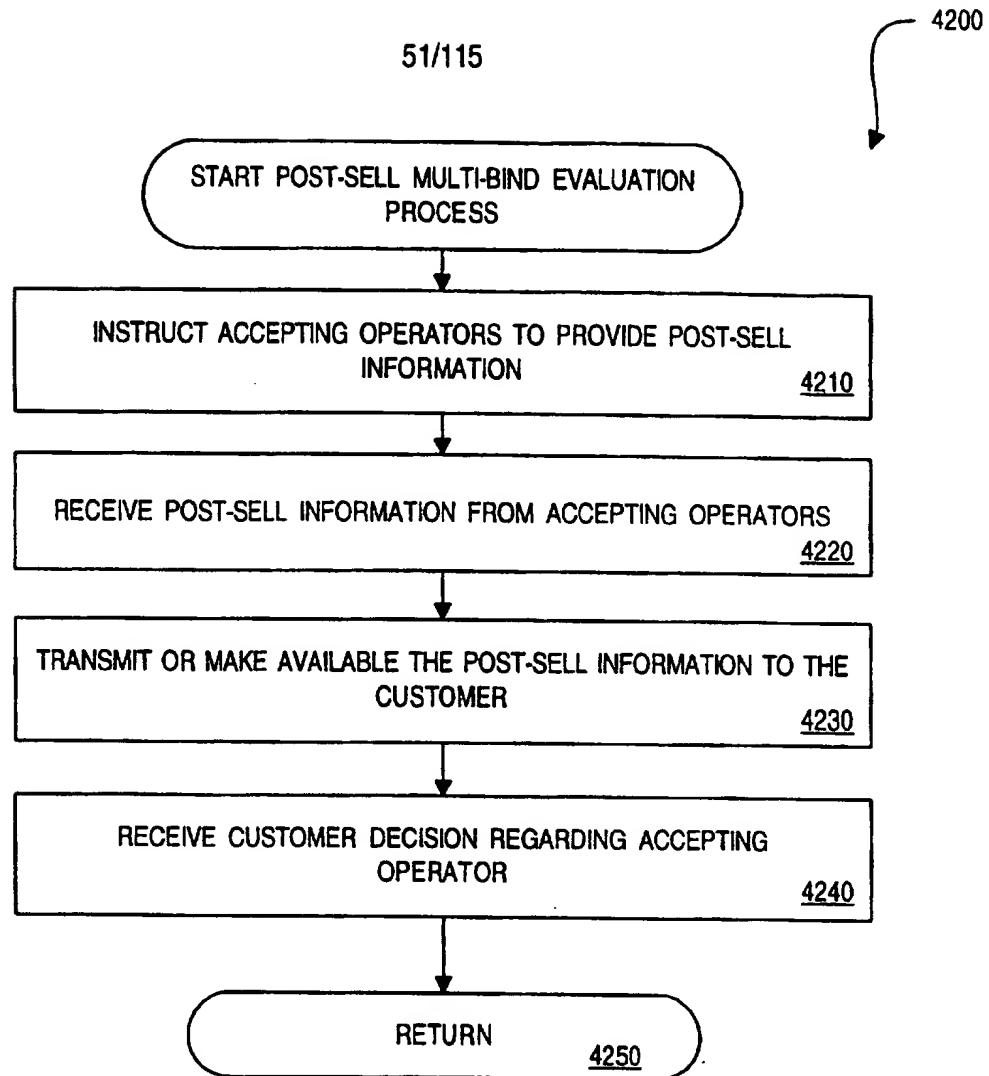 4200
51/115
START POST-SELL MULTI-BIND EVALUATION
PROCESS
INSTRUCT ACCEPTING OPERATORS TO PROVIDE POST-SELL
INFORMATION
4210
RECEIVE POST-SELL INFORMATION FROM ACCEPTING OPERATORS
4220
TRANSMIT OR MAKE AVAILABLE THE POST-SELL INFORMATION TO THE
CUSTOMER
4230
RECEIVE CUSTOMER DECISION REGARDING ACCEPTING
OPERATOR
4240
RETURN
4250